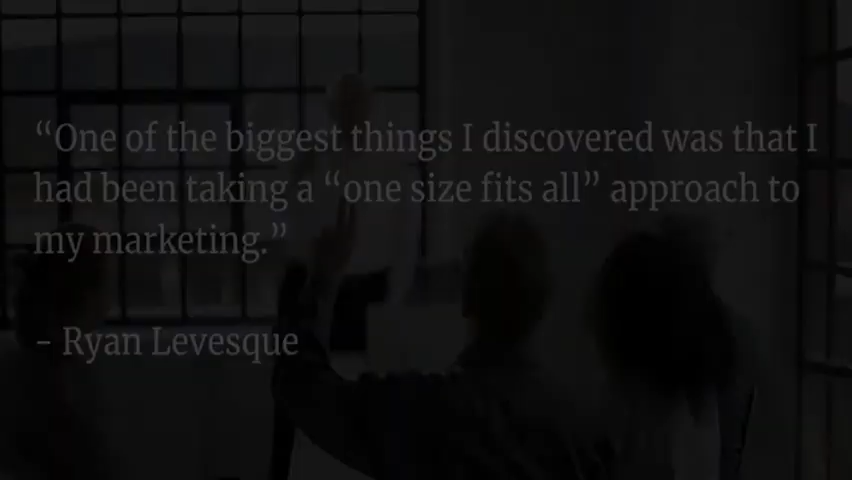 “One of the biggest things I discovered was that I
had been taking a “one size fits all” approach to
my marketing.”
- Ryan Levesque